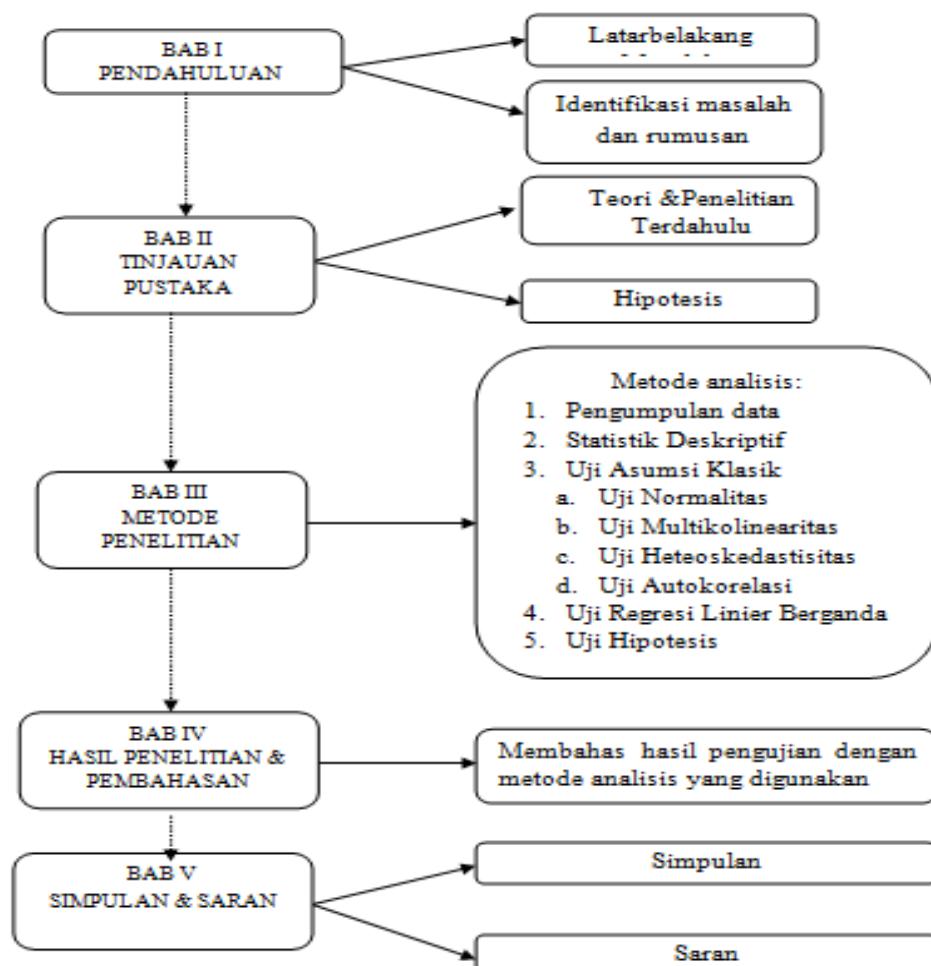 BAB I
PENDAHULUAN
Latarbelakang
Identifikasi masalah
dan rumusan
BAB II
TINJAUAN
PUSTAKA
Teori &Penelitian
Terdahulu
Hipotesis
BAB III
METODE
PENELITIAN
Metode analisis:
1. Pengumpulan data
2. Statistik Deskriptif
3. Uji Asumsi Klasik
a. Uji Normalitas
b. Uji Multikolinearitas
c. Uji Heteoskedastisitas
d. Uji Autokorelasi
4. Uji Regresi Linier Berganda
5. Uji Hipotesis
BAB IV
HASIL PENELITIAN &
PEMBAHASAN
Membahas hasil pengujian dengan
metode analisis yang digunakan
BAB V
SIMPULAN & SARAN
Simpulan
Saran